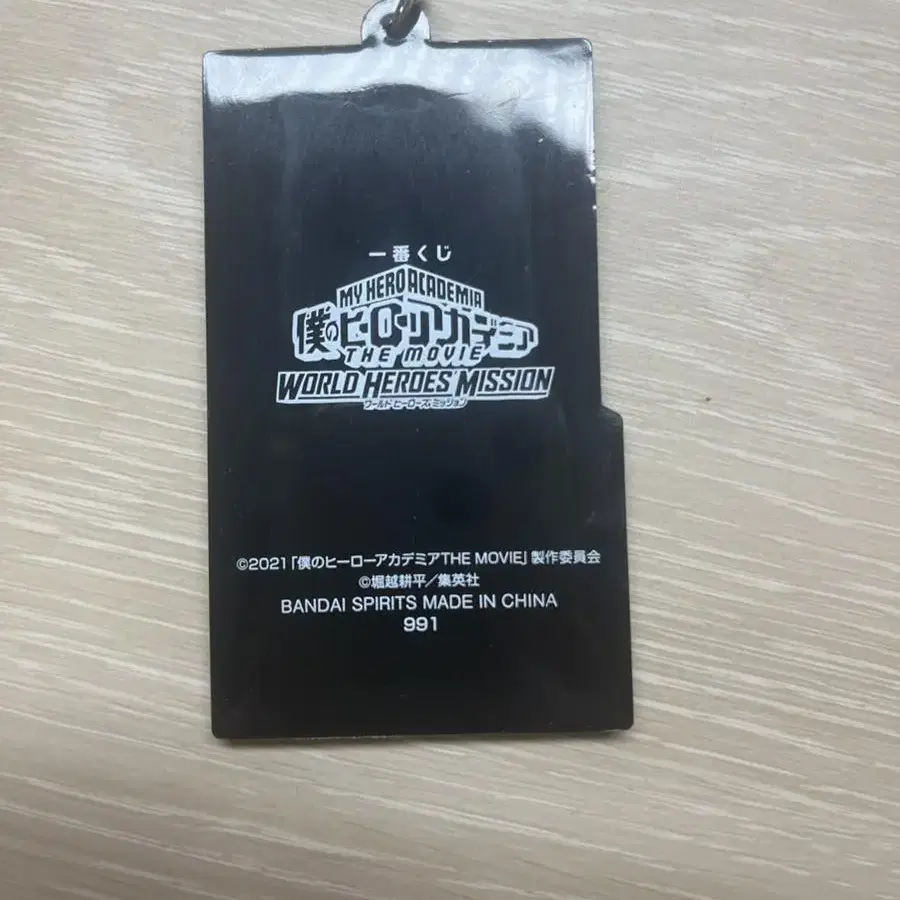 一番くじ
MY HERO ACADEMIA
僕のヒーローアカデミア
THE MOVIE
WORLD HEROES' MISSION
ワールド ヒーローズ ミッション
©2021「僕のヒーローアカデミアTHE MOVIE」製作委員会
©堀越耕平／集英社
BANDAI SPIRITS MADE IN CHINA
991